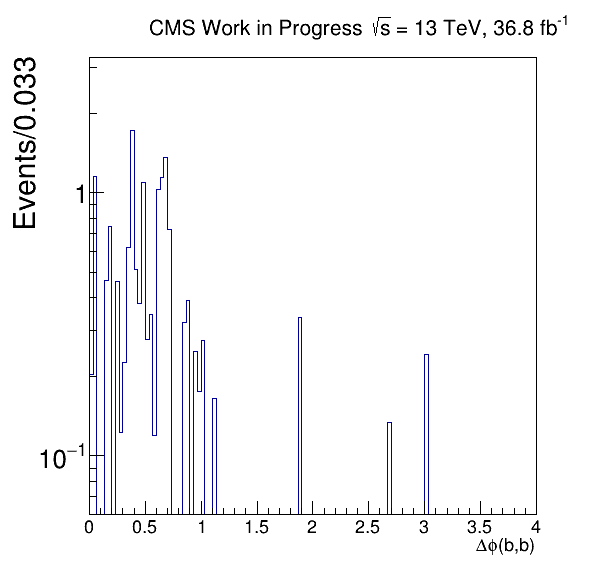 CMS Work in Progress √s = 13 TeV, 36.8 fb⁻¹
Events/0.033
1
10⁻¹
0 0.5 1 1.5 2 2.5 3 3.5 4
Δϕ(b,b)